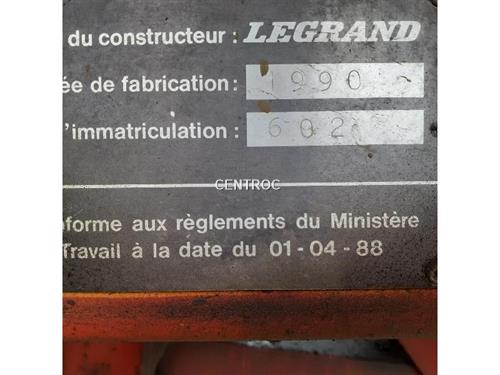 du constructeur : LEGRAND
ée de fabrication: 1990
'immatriculation : 602
CENTROC
forme aux règlements du Ministère
Travail à la date du 01-04-88